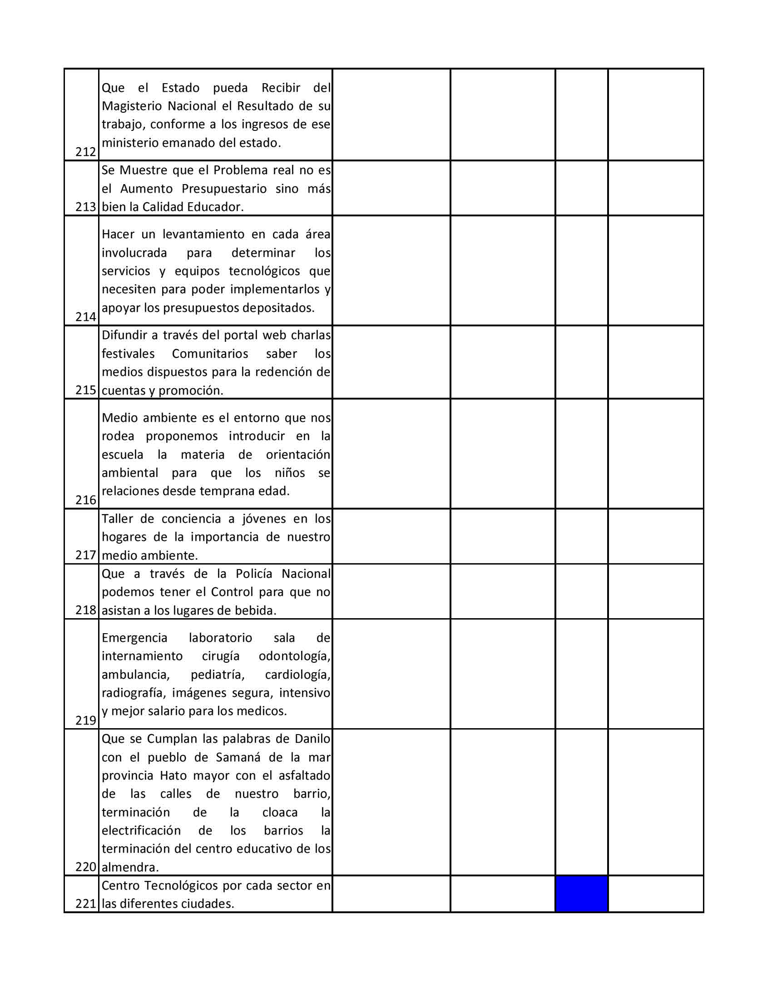 Que el Estado pueda Recibir del
Magisterio Nacional el Resultado de su
trabajo, conforme a los ingresos de ese
ministerio emanado del estado.
212
Se Muestre que el Problema real no es
el Aumento Presupuestario sino más
213 bien la Calidad Educador.
Hacer un levantamiento en cada área
involucrada para determinar los
servicios y equipos tecnológicos que
necesiten para poder implementarlos y
apoyar los presupuestos depositados.
214
Difundir a través del portal web charlas
festivales Comunitarios saber los
medios dispuestos para la redención de
215 cuentas y promoción.
Medio ambiente es el entorno que nos
rodea proponemos introducir en la
escuela la materia de orientación
ambiental para que los niños se
relaciones desde temprana edad.
216
Taller de conciencia a jóvenes en los
hogares de la importancia de nuestro
217 medio ambiente.
Que a través de la Policía Nacional
podemos tener el Control para que no
218 asistan a los lugares de bebida.
Emergencia laboratorio sala de
internamiento cirugía odontología,
ambulancia, pediatría, cardiología,
radiografía, imágenes segura, intensivo
y mejor salario para los medicos.
219
Que se Cumplan las palabras de Danilo
con el pueblo de Samaná de la mar
provincia Hato mayor con el asfaltado
de las calles de nuestro barrio,
terminación de la cloaca la
electrificación de los barrios la
terminación del centro educativo de los
220 almendra.
Centro Tecnológicos por cada sector en
221 las diferentes ciudades.